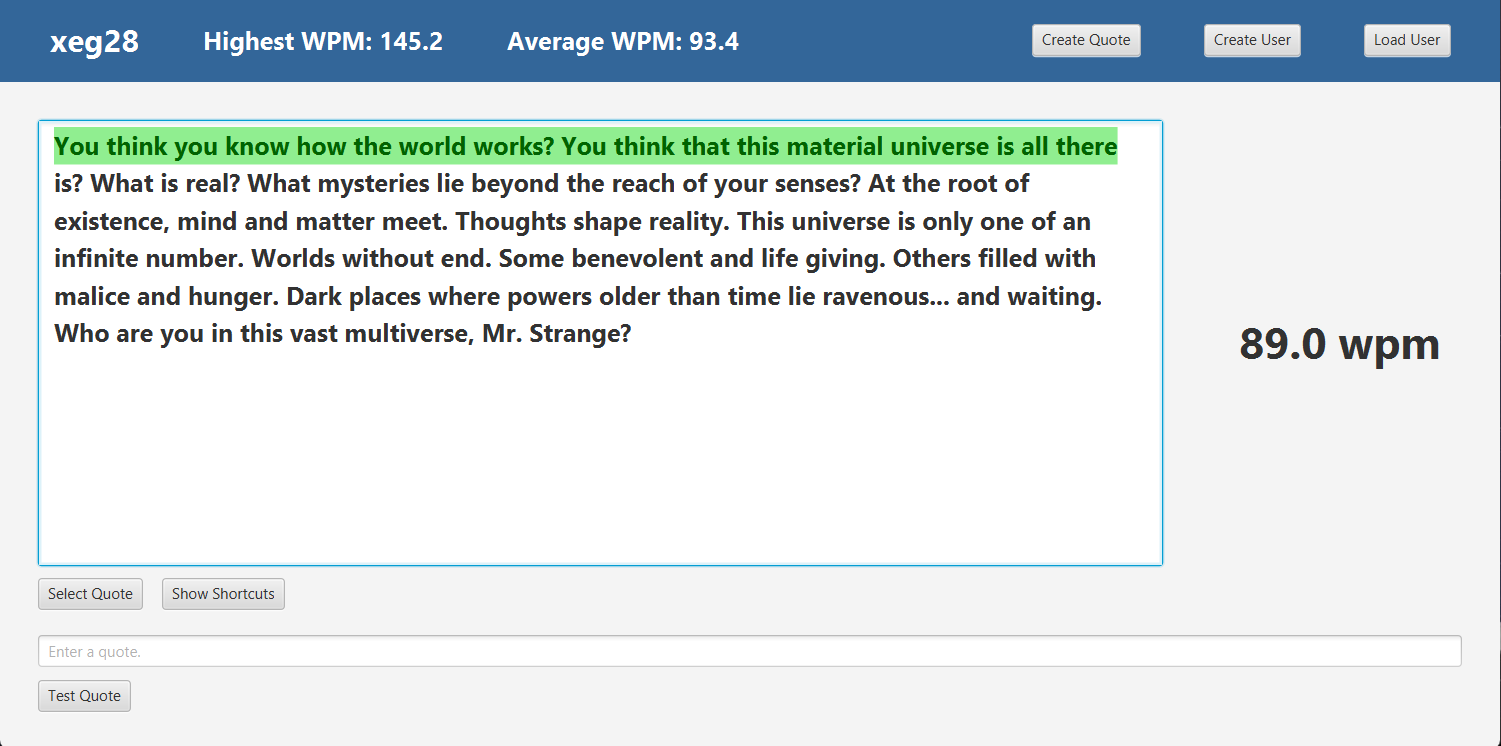 xeg28 Highest WPM: 145.2 Average WPM: 93.4 Create Quote Create User Load User
You think you know how the world works? You think that this material universe is all there
is? What is real? What mysteries lie beyond the reach of your senses? At the root of
existence, mind and matter meet. Thoughts shape reality. This universe is only one of an
infinite number. Worlds without end. Some benevolent and life giving. Others filled with
malice and hunger. Dark places where powers older than time lie ravenous... and waiting.
Who are you in this vast multiverse, Mr. Strange?
89.0 wpm
Select Quote Show Shortcuts
Enter a quote.
Test Quote